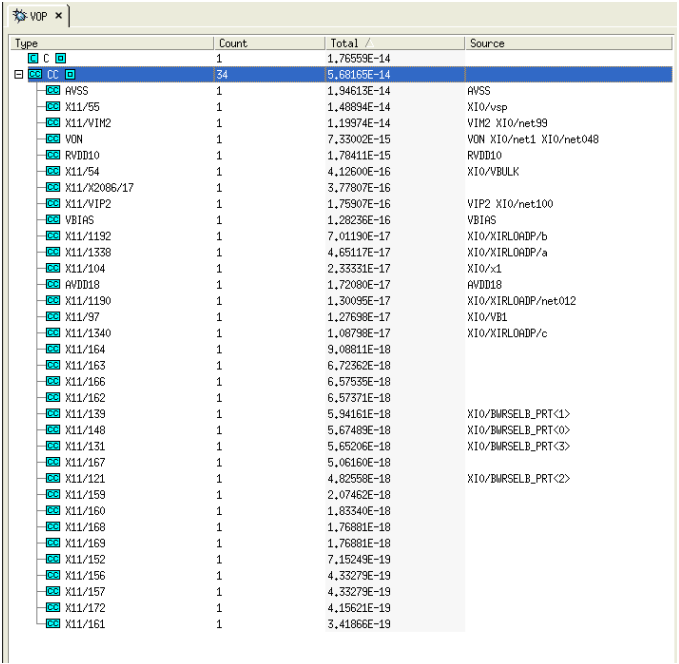 VOP ×
Type Count Total / Source
C C 1 1.76559E-14
CC CC 34 5.68165E-14
CC AVSS 1 1.94613E-14 AVSS
CC X11/55 1 1.48894E-14 XI0/vsp
CC X11/VIM2 1 1.19974E-14 VIM2 XI0/net99
CC VON 1 7.33002E-15 VON XI0/net1 XI0/net048
CC RVDD10 1 1.78411E-15 RVDD10
CC X11/54 1 4.12600E-16 XI0/VBULK
CC X11/X2086/17 1 3.77807E-16
CC X11/VIP2 1 1.75907E-16 VIP2 XI0/net100
CC VBIAS 1 1.28236E-16 VBIAS
CC X11/1192 1 7.01190E-17 XI0/XIRLOADP/b
CC X11/1338 1 4.65117E-17 XI0/XIRLOADP/a
CC X11/104 1 2.33331E-17 XI0/x1
CC AVDD18 1 1.72080E-17 AVDD18
CC X11/1190 1 1.30095E-17 XI0/XIRLOADP/net012
CC X11/97 1 1.27698E-17 XI0/VB1
CC X11/1340 1 1.08798E-17 XI0/XIRLOADP/c
CC X11/164 1 9.08811E-18
CC X11/163 1 6.72362E-18
CC X11/166 1 6.57535E-18
CC X11/162 1 6.57371E-18
CC X11/139 1 5.94161E-18 XI0/BWRSELB_PRT<1>
CC X11/148 1 5.67489E-18 XI0/BWRSELB_PRT<0>
CC X11/131 1 5.65206E-18 XI0/BWRSELB_PRT<3>
CC X11/167 1 5.06160E-18
CC X11/121 1 4.82558E-18 XI0/BWRSELB_PRT<2>
CC X11/159 1 2.07462E-18
CC X11/160 1 1.83340E-18
CC X11/168 1 1.76881E-18
CC X11/169 1 1.76881E-18
CC X11/152 1 7.15249E-19
CC X11/156 1 4.33279E-19
CC X11/157 1 4.33279E-19
CC X11/172 1 4.15621E-19
CC X11/161 1 3.41866E-19